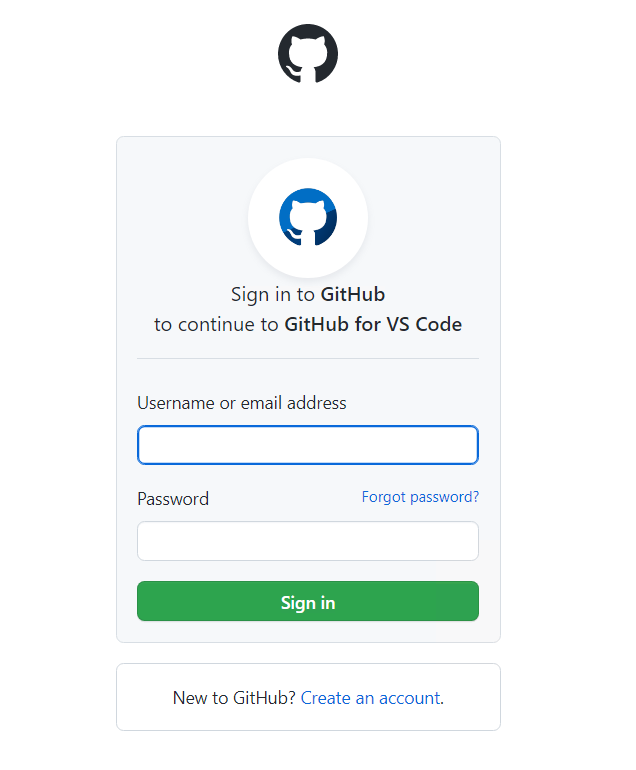 Sign in to GitHub
to continue to GitHub for VS Code
Username or email address
Password Forgot password?
Sign in
New to GitHub? Create an account.